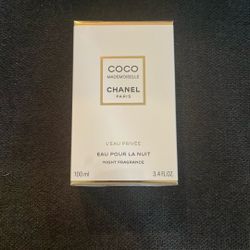 COCO
MADEMOISELLE
CHANEL
PARIS
L'EAU PRIVÉE
EAU POUR LA NUIT
NIGHT FRAGRANCE
100 ml 3.4 FL.OZ.